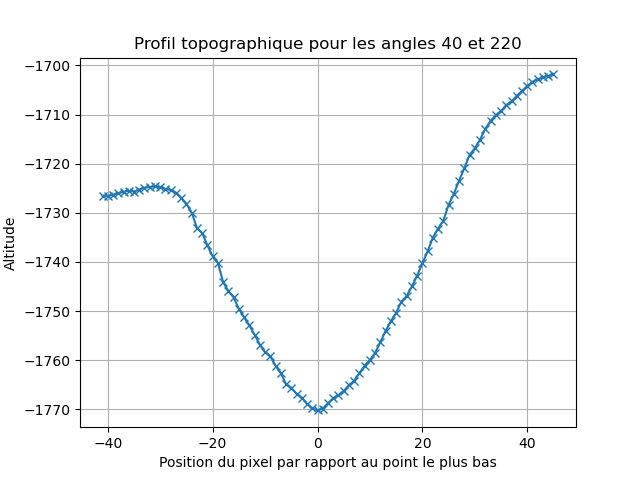 Profil topographique pour les angles 40 et 220
−1700
−1710
−1720
−1730
−1740
−1750
−1760
−1770
Altitude
−40 −20 0 20 40
Position du pixel par rapport au point le plus bas